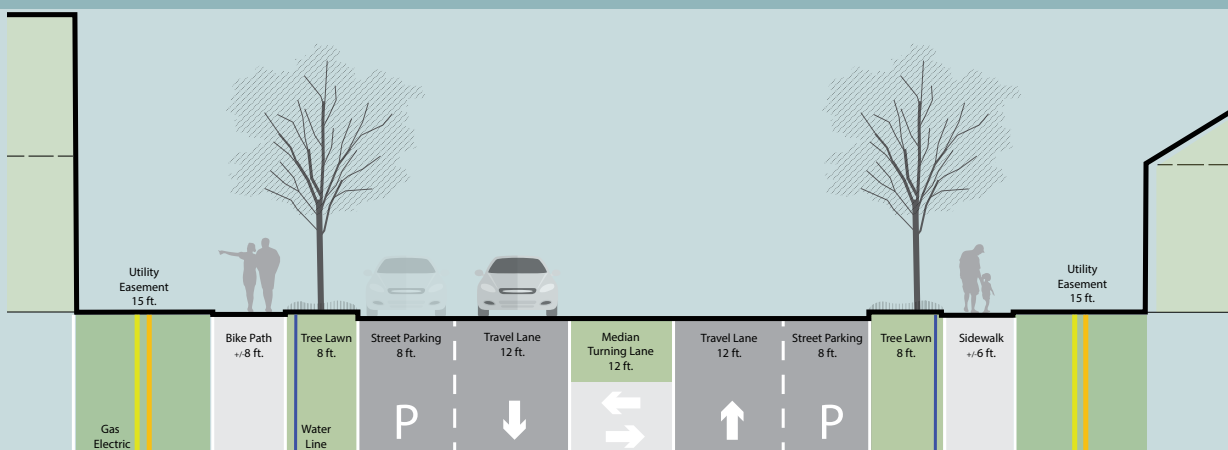 Utility
Easement
15 ft.
Utility
Easement
15 ft.
Bike Path
+/-8 ft.
Tree Lawn
8 ft.
Street Parking
8 ft.
Travel Lane
12 ft.
Median
Turning Lane
12 ft.
Travel Lane
12 ft.
Street Parking
8 ft.
Tree Lawn
8 ft.
Sidewalk
+/-6 ft.
P
P
Gas
Electric
Water
Line